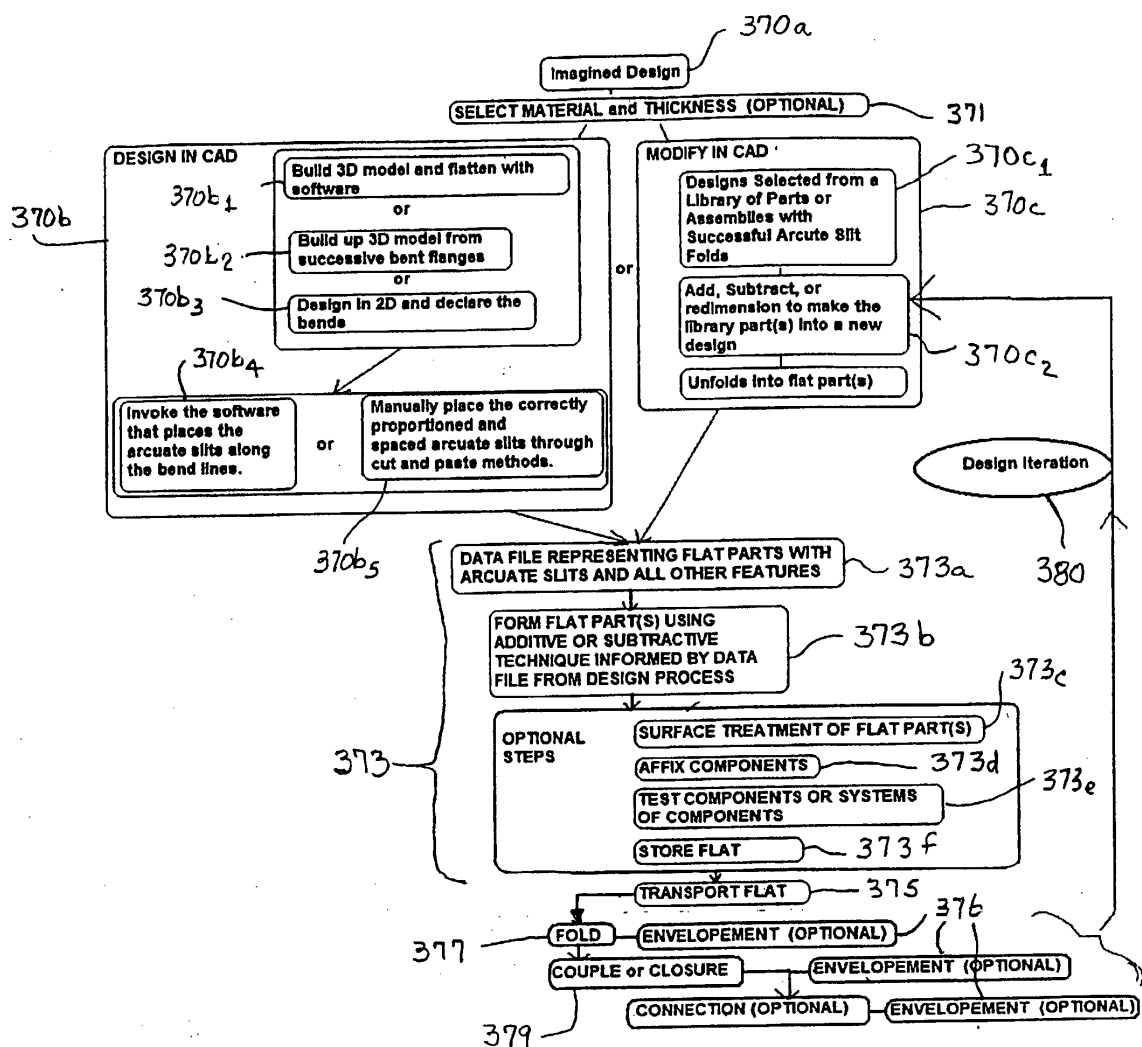 370a
Imagined Design
SELECT MATERIAL and THICKNESS (OPTIONAL)
371
DESIGN IN CAD
370b
370b1
Build 3D model and flatten with
software
or
370b2
Build up 3D model from
successive bent flanges
or
370b3
Design in 2D and declare the
bends
370b4
Invoke the software
that places the
arcuate slits along
the bend lines.
or
Manually place the correctly
proportioned and
spaced arcuate slits through
cut and paste methods.
370b5
or
MODIFY IN CAD
370c1
370c
Designs Selected from a
Library of Parts or
Assemblies with
Successful Arcute Slit
Folds
Add, Subtract, or
redimension to make the
library part(s) into a new
design
370c2
Unfolds into flat part(s)
Design Iteration
380
373
DATA FILE REPRESENTING FLAT PARTS WITH
ARCUATE SLITS AND ALL OTHER FEATURES
373a
FORM FLAT PART(S) USING
ADDITIVE OR SUBTRACTIVE
TECHNIQUE INFORMED BY DATA
FILE FROM DESIGN PROCESS
373b
OPTIONAL
STEPS
373c
SURFACE TREATMENT OF FLAT PART(S)
AFFIX COMPONENTS
373d
TEST COMPONENTS OR SYSTEMS
OF COMPONENTS
373e
STORE FLAT
373f
TRANSPORT FLAT
375
377
FOLD
ENVELOPEMENT (OPTIONAL)
376
COUPLE or CLOSURE
ENVELOPEMENT (OPTIONAL)
379
CONNECTION (OPTIONAL)
ENVELOPEMENT (OPTIONAL)